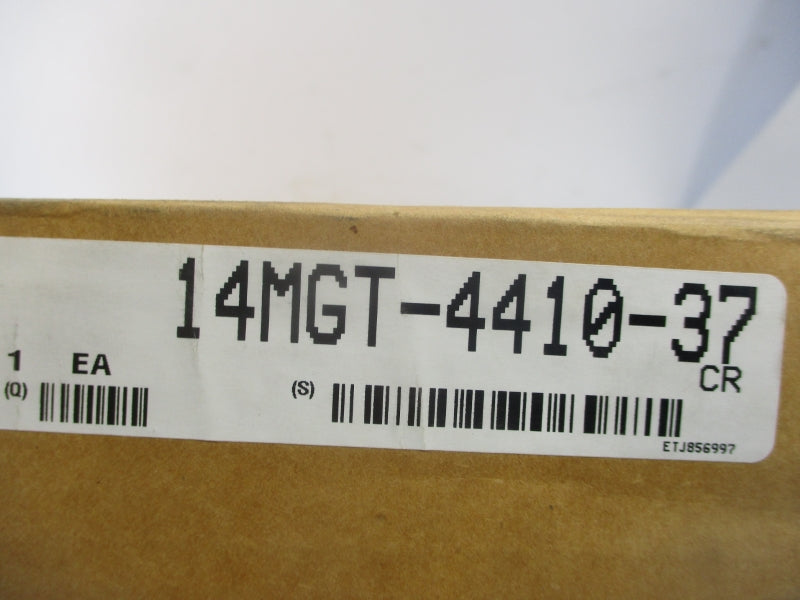 14MGT-4410-37
CR
1 EA
(Q) (S)
ETJ856997